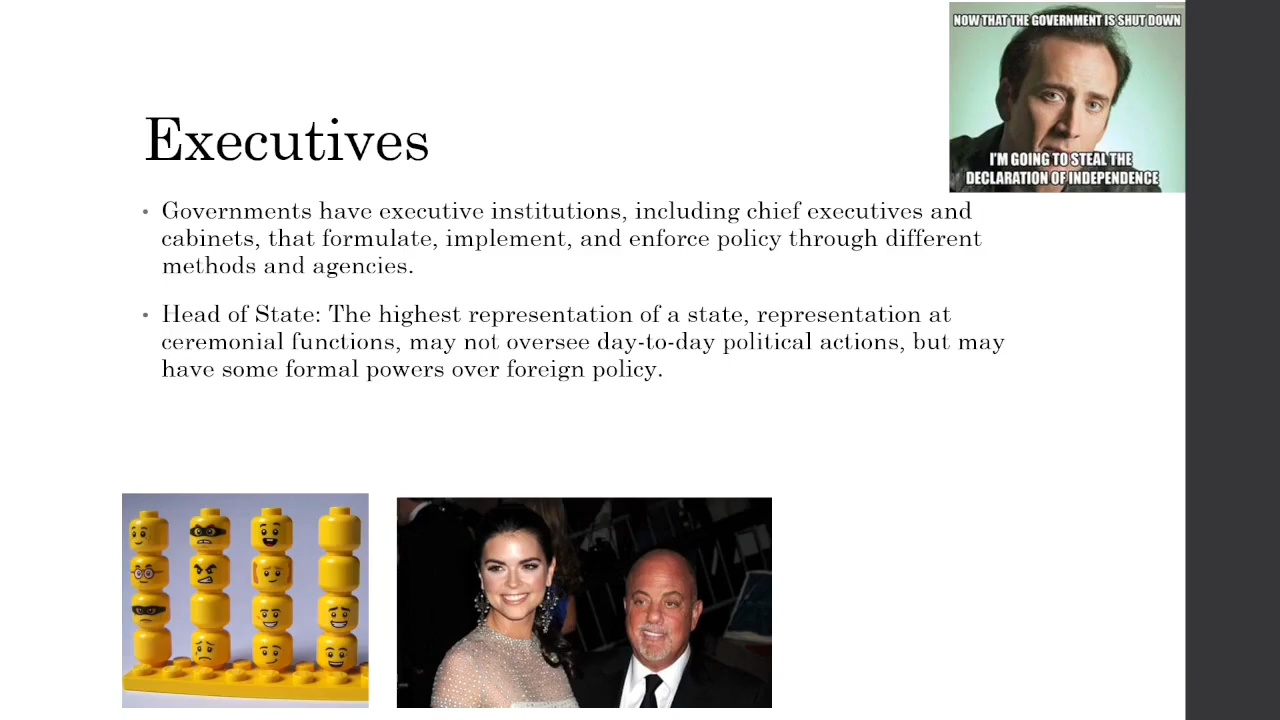 NOW THAT THE GOVERNMENT IS SHUT DOWN
I'M GOING TO STEAL THE
DECLARATION OF INDEPENDENCE
Executives
• Governments have executive institutions, including chief executives and
cabinets, that formulate, implement, and enforce policy through different
methods and agencies.
• Head of State: The highest representation of a state, representation at
ceremonial functions, may not oversee day-to-day political actions, but may
have some formal powers over foreign policy.